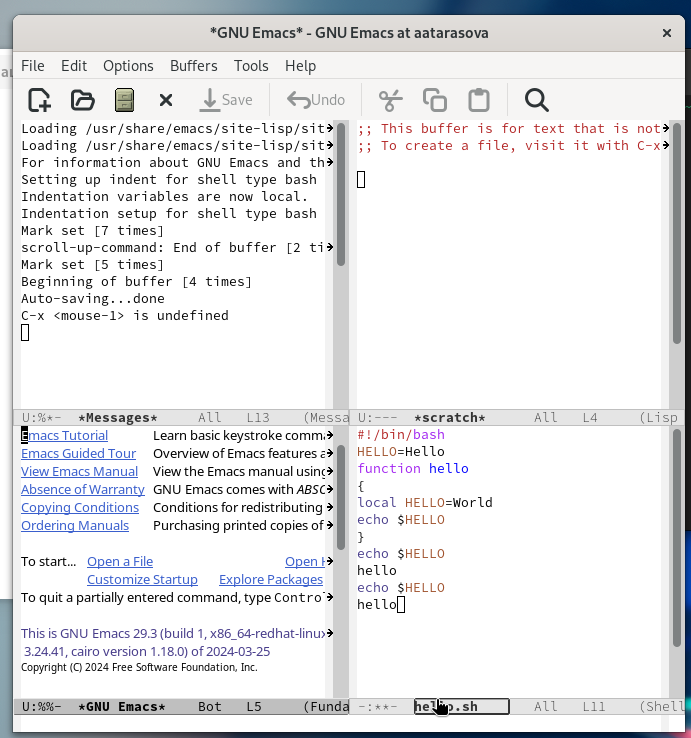 *GNU Emacs* - GNU Emacs at aatarasova
File Edit Options Buffers Tools Help
Save Undo
Loading /usr/share/emacs/site-lisp/sit
Loading /usr/share/emacs/site-lisp/sit
For information about GNU Emacs and th
Setting up indent for shell type bash
Indentation variables are now local.
Indentation setup for shell type bash
Mark set [7 times]
scroll-up-command: End of buffer [2 ti
Mark set [5 times]
Beginning of buffer [4 times]
Auto-saving...done
C-x <mouse-1> is undefined
U:%*- *Messages* All L13 (Messa
;; This buffer is for text that is not
;; To create a file, visit it with C-x
U:--- *scratch* All L4 (Lisp
Emacs Tutorial Learn basic keystroke comma
Emacs Guided Tour Overview of Emacs features a
View Emacs Manual View the Emacs manual using
Absence of Warranty GNU Emacs comes with ABSO
Copying Conditions Conditions for redistributing
Ordering Manuals Purchasing printed copies of
To start... Open a File Open
Customize Startup Explore Packages
To quit a partially entered command, type Contro
This is GNU Emacs 29.3 (build 1, x86_64-redhat-linux
3.24.41, cairo version 1.18.0) of 2024-03-25
Copyright (C) 2024 Free Software Foundation, Inc.
U:%%- *GNU Emacs* Bot L5 (Funda
#!/bin/bash
HELLO=Hello
function hello
{
local HELLO=World
echo $HELLO
}
echo $HELLO
hello
echo $HELLO
hello
-:**- hello.sh All L11 (Shell